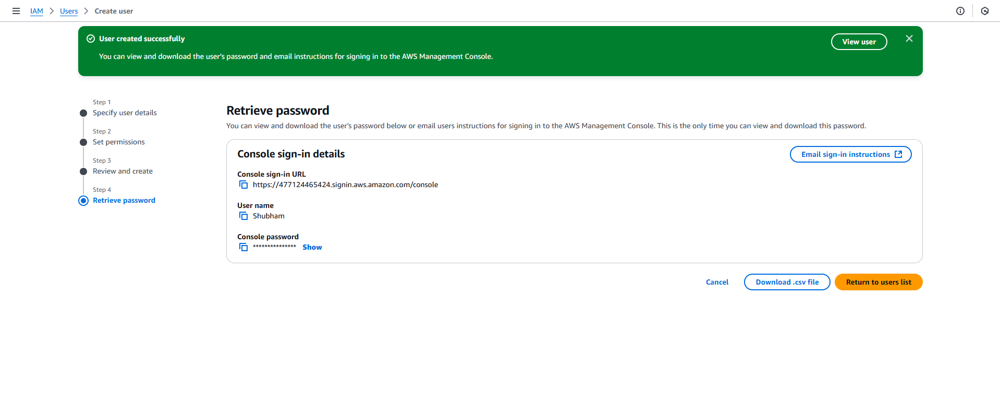 IAM > Users > Create user
User created successfully
You can view and download the user's password and email instructions for signing in to the AWS Management Console.
View user
Step 1
Specify user details
Step 2
Set permissions
Step 3
Review and create
Step 4
Retrieve password
Retrieve password
You can view and download the user's password below or email users instructions for signing in to the AWS Management Console. This is the only time you can view and download this password.
Console sign-in details
Email sign-in instructions
Console sign-in URL
https://477124465424.signin.aws.amazon.com/console
User name
Shubham
Console password
*************** Show
Cancel
Download .csv file
Return to users list